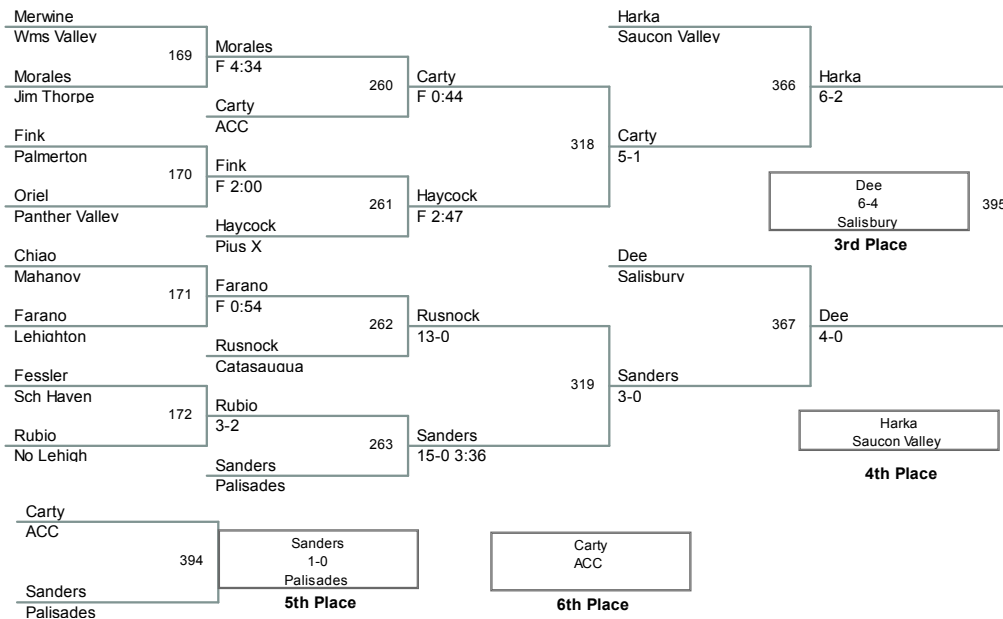 Merwine
Wms Valley
169
Morales
Jim Thorpe
Fink
Palmerton
170
Oriel
Panther Valley
Chiao
Mahanoy
171
Farano
Lehighton
Fessler
Sch Haven
172
Rubio
No Lehigh
Morales
F 4:34
260
Carty
ACC
Fink
F 2:00
261
Haycock
Pius X
Farano
F 0:54
262
Rusnock
Catasauqua
Rubio
3-2
263
Sanders
Palisades
Carty
F 0:44
318
Haycock
F 2:47
Rusnock
13-0
319
Sanders
15-0 3:36
Harka
Saucon Valley
366
Carty
5-1
Dee
Salisbury
367
Sanders
3-0
Harka
6-2
Dee
6-4
Salisbury
395
3rd Place
Dee
4-0
Harka
Saucon Valley
4th Place
Carty
ACC
394
Sanders
Palisades
Sanders
1-0
Palisades
5th Place
Carty
ACC
6th Place